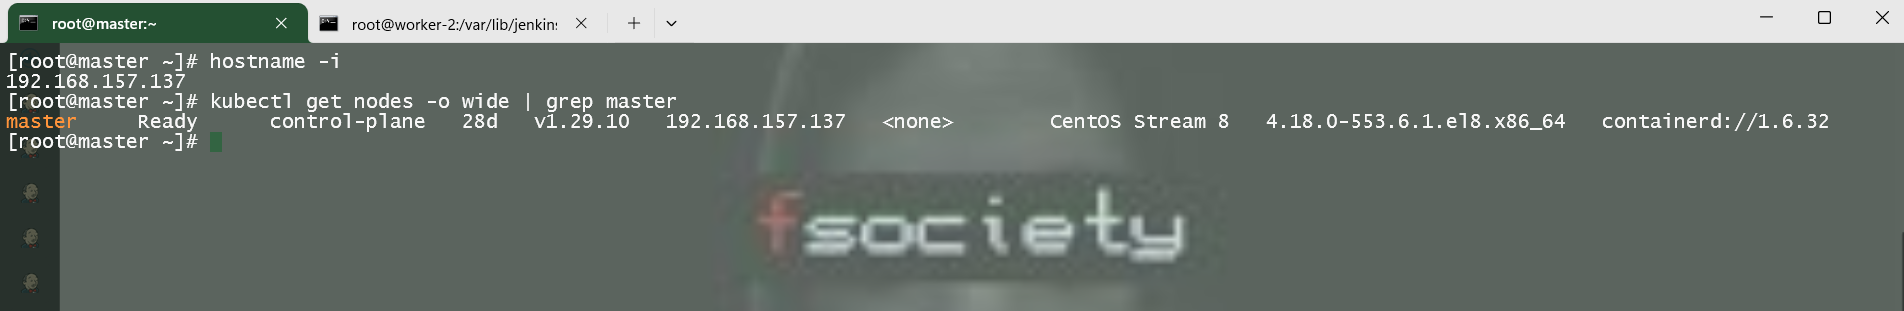 root@master:~
root@worker-2:/var/lib/jenkins
[root@master ~]# hostname -i
192.168.157.137
[root@master ~]# kubectl get nodes -o wide | grep master
master Ready control-plane 28d v1.29.10 192.168.157.137 <none> CentOS Stream 8 4.18.0-553.6.1.el8.x86_64 containerd://1.6.32
[root@master ~]#
fsociety